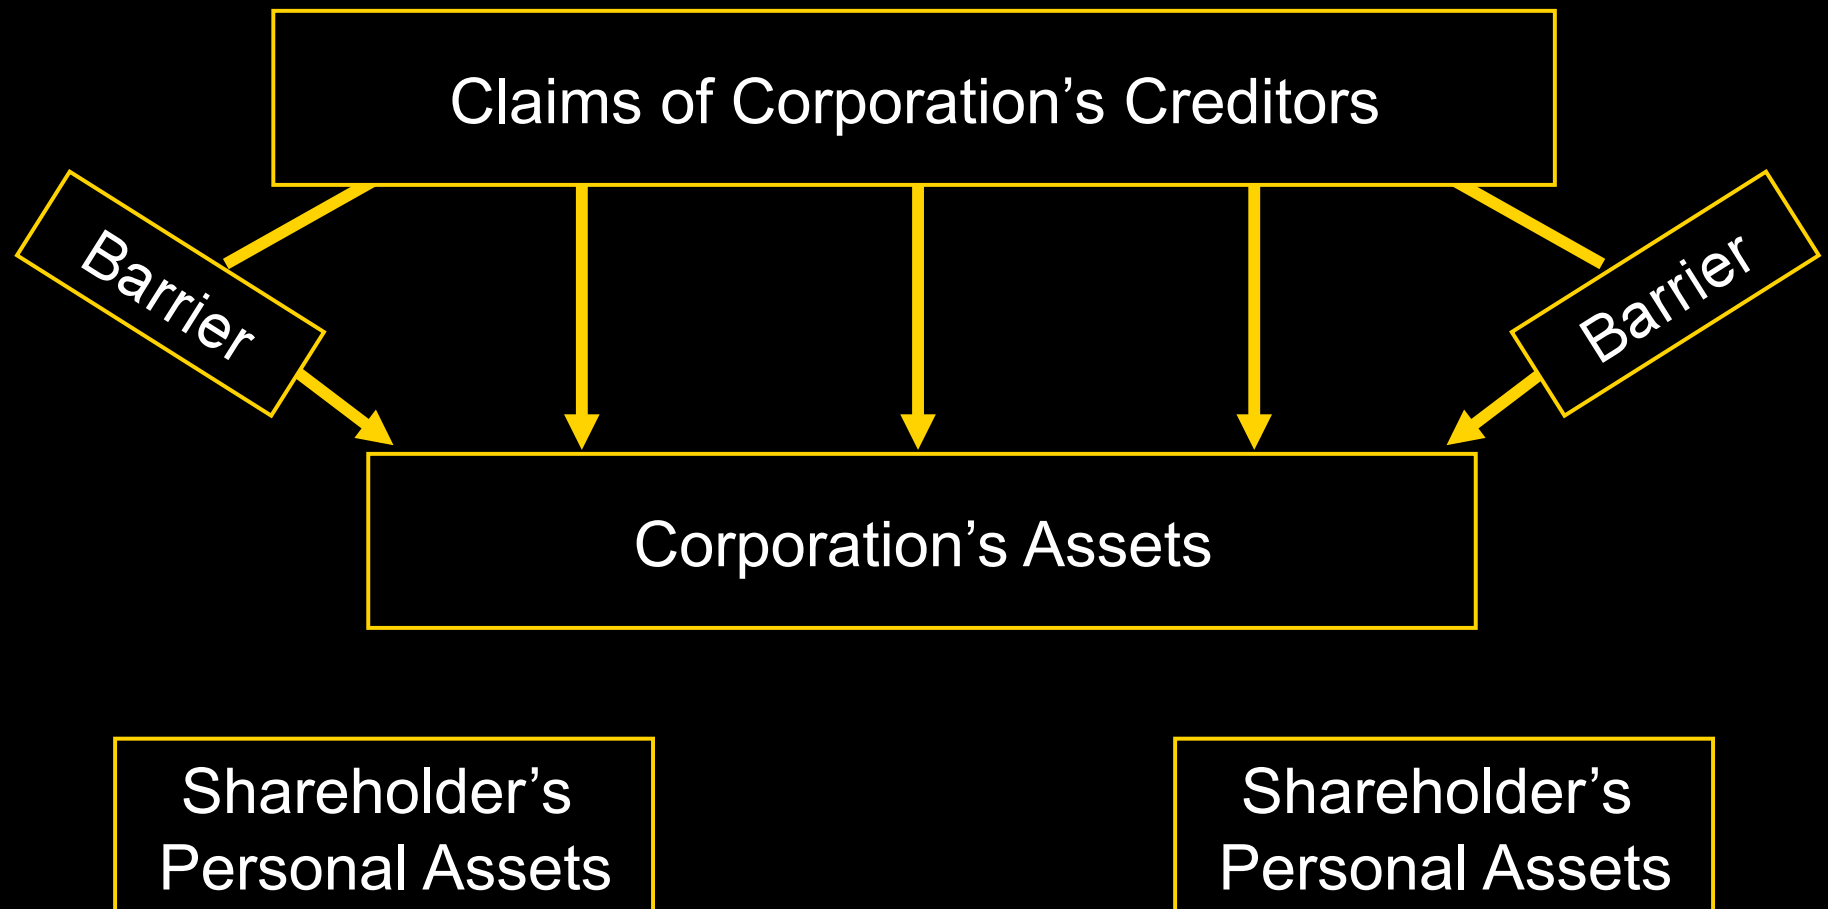 Claims of Corporation’s Creditors
Barrier
Barrier
Corporation’s Assets
Shareholder’s
Personal Assets
Shareholder’s
Personal Assets